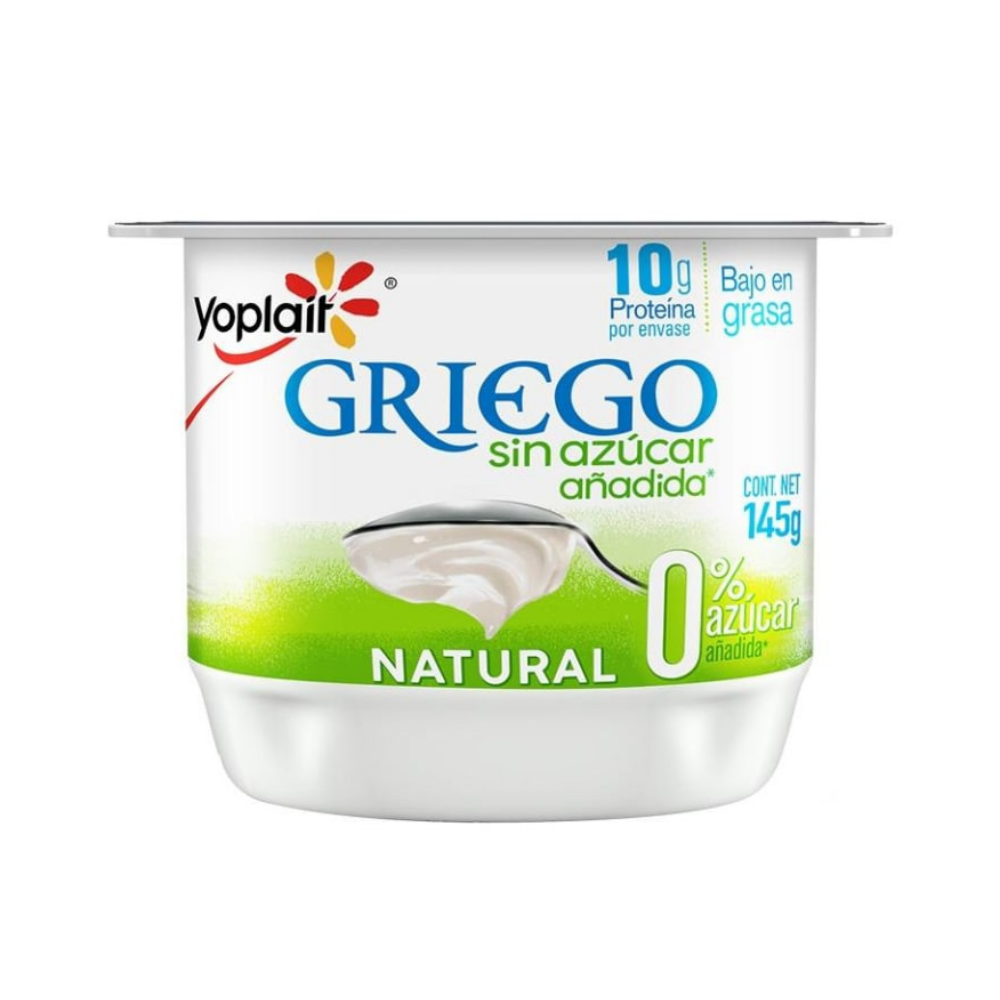 yoplait®
10g
Proteína
por envase
Bajo en
grasa
GRIEGO
sin azúcar
añadida*
CONT. NET
145g
0%
azúcar
añadida*
NATURAL